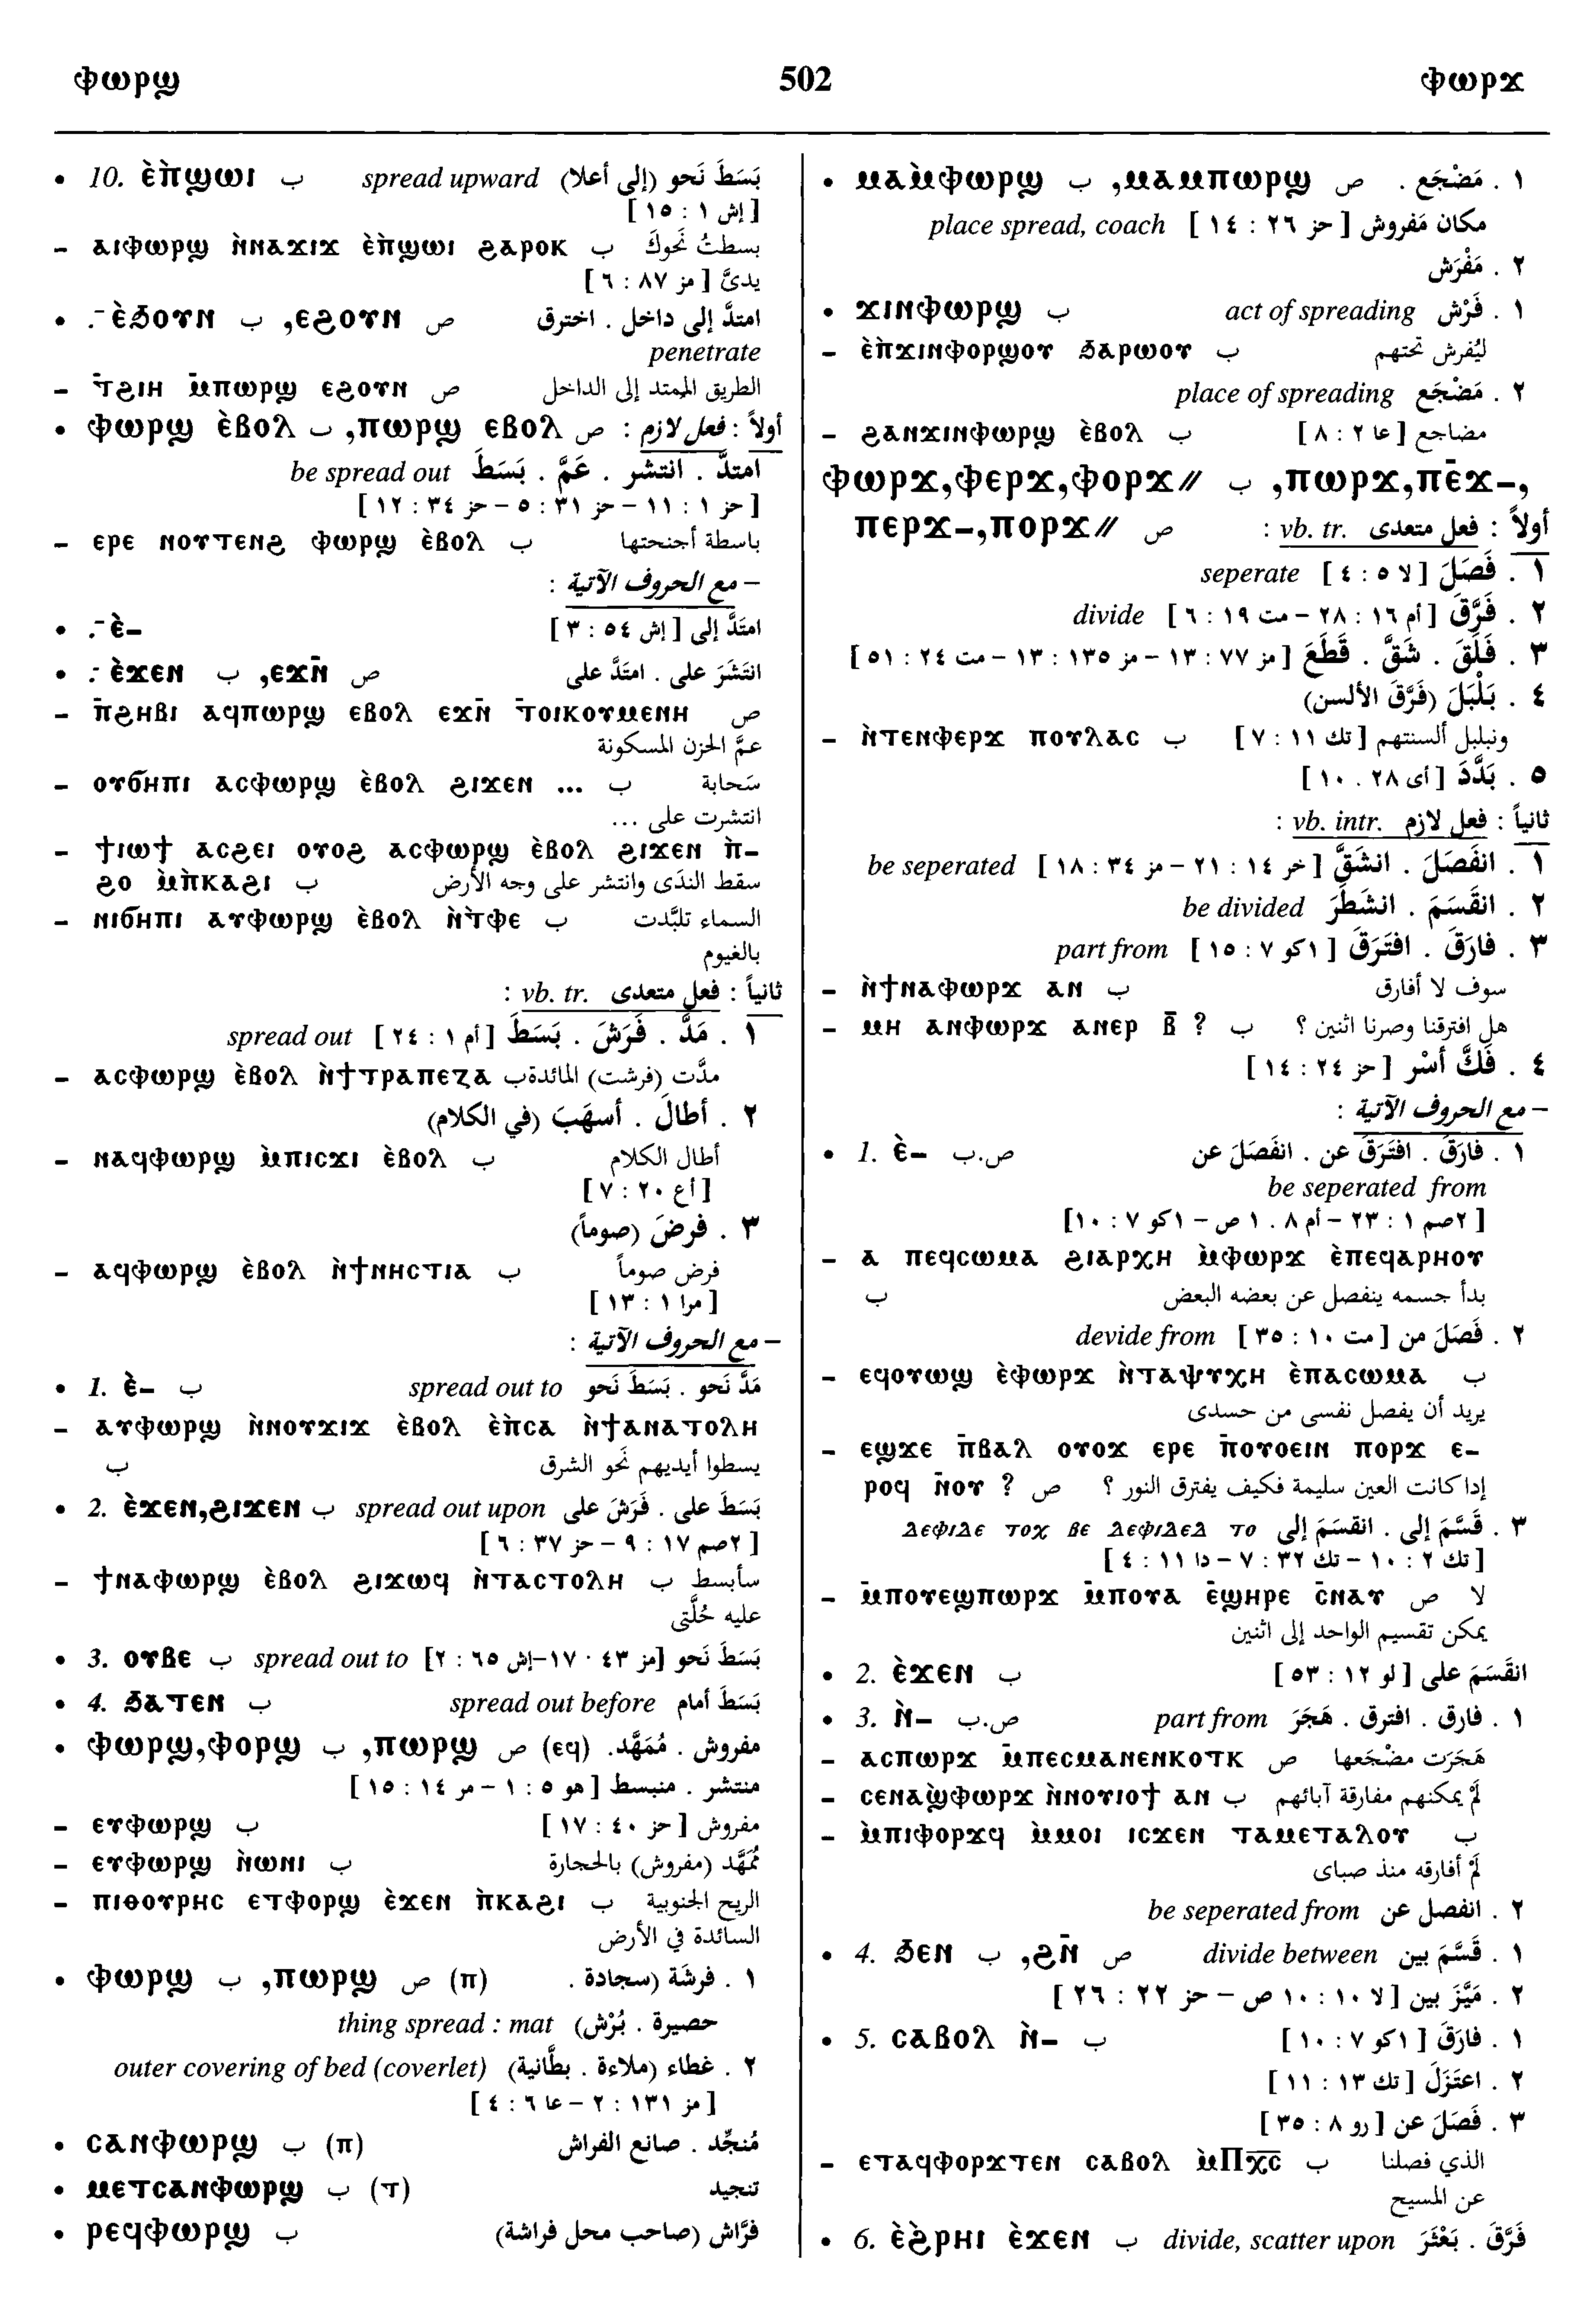 ⲫⲱⲣϣ 502 ⲫⲱⲣϫ
• 10. ⲉ̀ⲡ̀ϣⲱⲓ ب spread upward بَسَطَ نَحو (إلى أعلا)
[ إش ١ : ١٥ ]
– ⲁⲓⲫⲱⲣϣ ⲛ̀ⲛⲁϫⲓϫ ⲉ̀ⲡ̀ϣⲱⲓ ϩⲁⲣⲟⲕ ب بسطتُ نَحوكَ
يدىَّ [ مز ٨٧ : ٦ ]
• .⁻ ⲉ̀ϧⲟⲩⲛ ب ,ⲉϩⲟⲩⲛ ص امتدَّ إلى داخل . اخترق
penetrate
– ⲧ̄ϩⲓⲏ ⲙ̄ⲡⲱⲣϣ ⲉϩⲟⲩⲛ ص الطريق الممتد إلى الداخل
• ⲫⲱⲣϣ ⲉ̀ⲃⲟⲗ ب ,ⲡⲱⲣϣ ⲉⲃⲟⲗ ص أولاً : فعل لازم :
امتدَّ . انتشر . عَمَّ . بَسَطَ be spread out
[ حز ١ : ١١ – حز ٣١ : ٥ – حز ٣٤ : ١٢ ]
– ⲉⲣⲉ ⲛⲟⲩⲧⲉⲛϩ ⲫⲱⲣϣ ⲉ̀ⲃⲟⲗ ب باسطة أجنحتها
– مع الحروف الآتية :
• .⁻ ⲉ̀– امتَدَّ إلى [ إش ٥٤ : ٣ ]
• .⁻ ⲉ̀ϫⲉⲛ ب ,ⲉϫⲛ̄ ص انتَشَرَ على . امتَدَّ على
– ⲡ̄ϩⲏⲃⲓ ⲁϥⲡⲱⲣϣ ⲉⲃⲟⲗ ⲉϫⲛ̄ ⲧ̄ⲟⲓⲕⲟⲩⲙⲉⲛⲏ ص
عمَّ الحزن المسكونة
– ⲟⲩϭⲏⲡⲓ ⲁⲥⲫⲱⲣϣ ⲉ̀ⲃⲟⲗ ϩⲓϫⲉⲛ ... ب سَحابة
انتشرت على ...
– ϯⲓⲱϯ ⲁⲥϩⲉⲓ ⲟⲩⲟϩ ⲁⲥⲫⲱⲣϣ ⲉ̀ⲃⲟⲗ ϩⲓϫⲉⲛ ⲡ̀–
ϩⲟ ⲙ̀ⲡ̀ⲕⲁϩⲓ ب سقط الندَى وانتشر على وجه الأرض
– ⲛⲓϭⲏⲡⲓ ⲁⲩⲫⲱⲣϣ ⲉ̀ⲃⲟⲗ ⲛ̀ⲧ̀ⲫⲉ ب السماء تلبَّدت
بالغيوم
ثانياً : فعل متعدى .vb. tr :
١ . مَدَّ . فَرَشَ . بَسَطَ [ أم ١ : ٢٤ ] spread out
– ⲁⲥⲫⲱⲣϣ ⲉ̀ⲃⲟⲗ ⲛ̀ϯⲧⲣⲁⲡⲉⲍⲁ مدَّت (فرشت) المائدة ب
٢ . أطالَ . أسهَبَ (في الكلام)
– ⲛⲁϥⲫⲱⲣϣ ⲙ̀ⲡⲓⲥϫⲓ ⲉ̀ⲃⲟⲗ ب أطال الكلام
[ أع ٢٠ : ٧ ]
٣ . فرضَ (صوماً)
– ⲁϥⲫⲱⲣϣ ⲉ̀ⲃⲟⲗ ⲛ̀ϯⲛⲏⲥⲧⲓⲁ ب فرض صوماً
[ مرا ١ : ١٣ ]
– مع الحروف الآتية :
• 1. ⲉ̀– ب spread out to مَدَّ نَحو . بَسَطَ نَحو
– ⲁⲩⲫⲱⲣϣ ⲛ̀ⲛⲟⲩϫⲓϫ ⲉ̀ⲃⲟⲗ ⲉ̀ⲡ̀ⲥⲁ ⲛ̀ϯⲁⲛⲁⲧⲟⲗⲏ
ب يسطوا أيديهم نَحو الشرق
• 2. ⲉ̀ϫⲉⲛ,ϩⲓϫⲉⲛ ب spread out upon بَسَطَ على . فَرَشَ على
[ ٢صم ١٧ : ٩ – حز ٣٧ : ٦ ]
– ϯⲛⲁⲫⲱⲣϣ ⲉ̀ⲃⲟⲗ ϩⲓϫⲱϥ ⲛ̀ⲧⲁⲥⲧⲟⲗⲏ ب سأبسط
عليه حُلَّتى
• 3. ⲟⲩⲃⲉ ب spread out to بَسَطَ نَحو [مز ٤٣ ٠ ١٧–إش ٦٥ : ٢]
• 4. ϧⲁⲧⲉⲛ ب spread out before بَسَطَ أمام
• ⲫⲱⲣϣ,ⲫⲟⲣϣ ب ,ⲡⲱⲣϣ ص (ⲉϥ) مفروش . مُمَهَّد.
منتشر . منبسط [ هو ٥ : ١ – مر ١٤ : ١٥ ]
– ⲉⲩⲫⲱⲣϣ ب مفروش [ حز ٤٠ : ١٧ ]
– ⲉⲩⲫⲱⲣϣ ⲛ̀ⲱⲛⲓ ب مُمَهَّد (مفروش) بالحجارة
– ⲡⲓⲑⲟⲩⲣⲏⲥ ⲉⲧⲫⲟⲣϣ ⲉ̀ϫⲉⲛ ⲡ̀ⲕⲁϩⲓ ب الريح الجنوبية
السائدة في الأرض
• ⲫⲱⲣϣ ب ,ⲡⲱⲣϣ ص (ⲡ) ١ . فرشَة (سجادة .
حصيرة . بُرْش) thing spread : mat
٢ . غطاء (ملاءة . بطَّانية) outer covering of bed (coverlet)
[ مز ١٣١ : ٢ – عا ٦ : ٤ ]
• ⲥⲁⲛⲫⲱⲣϣ ب (ⲡ) مُنجِّد . صانع الفراش
• ⲙⲉⲧⲥⲁⲛⲫⲱⲣϣ ب (ⲧ) تنجيد
• ⲣⲉϥⲫⲱⲣϣ ب فرَّاش (صاحب محل فراشة)
• ⲙⲁⲙ̀ⲫⲱⲣϣ ب ,ⲙⲁⲙⲡⲱⲣϣ ص ١ . مَضْجَع .
مكان مَفروش [ حز ٢٦ : ١٤ ] place spread, coach
٢ . مَفْرَش
• ϫⲓⲛⲫⲱⲣϣ ب act of spreading ١ . فَرْش
– ⲉ̀ⲡ̀ϫⲓⲛⲫⲟⲣϣⲟⲩ ϧⲁⲣⲱⲟⲩ ب ليُفرش تحتهم
٢ . مَضْجَع place of spreading
– ϩⲁⲛϫⲓⲛⲫⲱⲣϣ ⲉ̀ⲃⲟⲗ ب مضاجع [ عا ٢ : ٨ ]
ⲫⲱⲣϫ,ⲫⲉⲣϫ,ⲫⲟⲣϫ// ب ,ⲡⲱⲣϫ,ⲡⲉ̄ϫ–,
ⲡⲉⲣϫ–,ⲡⲟⲣϫ// ص أولاً : فعل متعدى .vb. tr :
١ . فَصَلَ [ لا ٥ : ٤ ] seperate
٢ . فَرَّقَ [ أم ١٦ : ٢٨ – مت ١٩ : ٦ ] divide
٣ . فَلَقَ . شَقَّ . قَطَعَ [ مز ٧٧ : ١٣ – مز ١٣٥ : ١٣ – مت ٢٤ : ٥١ ]
٤ . بَلْبَلَ (فَرَّقَ الألسن)
– ⲛ̀ⲧⲉⲛⲫⲉⲣϫ ⲡⲟⲩⲗⲁⲥ ب ونبلبل ألسنتهم [ تك ١١ : ٧ ]
٥ . بَدَّدَ [ أى ٢٨ . ١٠ ]
ثانياً : فعل لازم .vb. intr :
١ . انفَصَلَ . انشَقَّ [ خر ١٤ : ٢١ – مز ٣٤ : ١٨ ] be seperated
٢ . انقَسَمَ . انشَطَرَ be divided
٣ . فارَقَ . افتَرَقَ [ ١كو ٧ : ١٥ ] part from
– ⲛ̀ϯⲛⲁⲫⲱⲣϫ ⲁⲛ ب سوف لا أفارق
– ⲙⲏ ⲁⲛⲫⲱⲣϫ ⲁⲛⲉⲣ ⲃ̄ ? ب هل افترقنا وصرنا اثنين ؟
٤ . فَكَّ أسْر [ حز ٢٤ : ١٤ ]
– مع الحروف الآتية :
• 1. ⲉ̀– ص.ب ١ . فارَقَ . افتَرَقَ عن . انفَصَلَ عن
be seperated from
[ ٢صم ١ : ٢٣ – أم ٨ . ١ ص – ١كو ٧ : ١٠]
– ⲁ ⲡⲉϥⲥⲱⲙⲁ ϩⲓⲁⲣⲭⲏ ⲙ̀ⲫⲱⲣϫ ⲉ̀ⲡⲉϥⲁⲣⲏⲟⲩ
ب بدأ جسمه ينفصل عن بعضه البعض
٢ . فَصَلَ من [ مت ١٠ : ٣٥ ] devide from
– ⲉϥⲟⲩⲱϣ ⲉ̀ⲫⲱⲣϫ ⲛ̀ⲧⲁⲯⲩⲭⲏ ⲉ̀ⲡⲁⲥⲱⲙⲁ ب
يريد أن يفصل نفسى من حسدى
– ⲉϣϫⲉ ⲡ̄ⲃⲁⲗ ⲟⲩⲟϫ ⲉⲣⲉ ⲡ̄ⲟⲩⲟⲉⲓⲛ ⲡⲟⲣϫ ⲉ–
ⲣⲟϥ ⲛ̄ⲟⲩ ? ص إذا كانت العين سليمة فكيف يفترق النور ؟
٣ . قَسَّمَ إلى . انقسَمَ إلى ⲇⲉⲫⲓⲇⲉ ⲧⲟⲭ ⲃⲉ ⲇⲉⲫⲓⲇⲉⲇ ⲧⲟ
[ تك ٢ : ١٠ – تك ٣٢ : ٧ – دا ١١ : ٤ ]
– ⲙ̄ⲡⲟⲩⲉϣⲡⲱⲣϫ ⲙ̄ⲡⲟⲩⲁ ⲉ̄ϣⲏⲣⲉ ⲥ̄ⲛⲁⲩ ص لا
يمكن تقسيم الواحد إلى اثنين
• 2. ⲉ̀ϫⲉⲛ ب انقَسَمَ على [ لو ١٢ : ٥٣ ]
• 3. ⲛ̀– ص.ب part from ١ . فارق . افترق . هَجَرَ
– ⲁⲥⲡⲱⲣϫ ⲙ̄ⲡⲉⲥⲙⲁⲛⲉⲛⲕⲟⲧⲕ ص هَجَرَت مضْجَعها
– ⲥⲉⲛⲁϣ̀ⲫⲱⲣϫ ⲛ̀ⲛⲟⲩⲓⲟϯ ⲁⲛ ب لَمْ يمكنهم مفارقة آبائهم
– ⲙ̀ⲡⲓⲫⲟⲣϫϥ ⲙ̀ⲙⲟⲓ ⲓⲥϫⲉⲛ ⲧⲁⲙⲉⲧⲁⲗⲟⲩ ب
لَمْ أفارقه منذ صباى
٢ . انفصل عن be seperated from
• 4. ϧⲉⲛ ب ,ϩⲛ̄ ص divide between ١ . قَسَّمَ بين
٢ . مَيَّزَ بين [ لا ١٠ : ١٠ ص – حز ٢٢ : ٢٦ ]
• 5. ⲥⲁⲃⲟⲗ ⲛ̀– ب ١ . فارَقَ [ ١كو ٧ : ١٠ ]
٢ . اعتَزَلَ [ تك ١٣ : ١١ ]
٣ . فَصَلَ عن [ رو ٨ : ٣٥ ]
– ⲉⲧⲁϥⲫⲟⲣϫⲧⲉⲛ ⲥⲁⲃⲟⲗ ⲙ̀Ⲡⲭ̅ⲥ̅ ب الذي فصلنا
عن المسيح
• 6. ⲉ̀ϩ̀ⲣⲏⲓ ⲉ̀ϫⲉⲛ ب divide, scatter upon فَرَّقَ . بَعْثَرَ